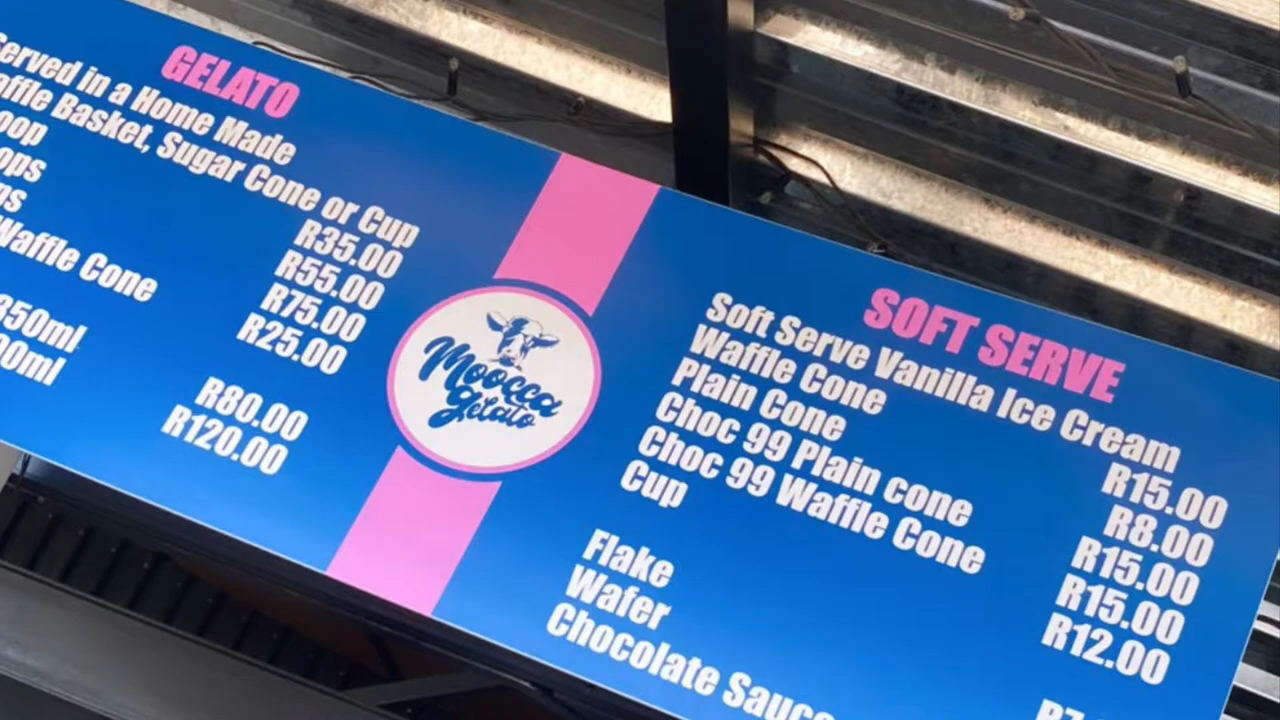 GELATO
Served in a Home Made
Waffle Basket, Sugar Cone or Cup
oop R35.00
ops R55.00
R75.00
Waffle Cone R25.00
350ml R80.00
00ml R120.00
Moocca
gelato
SOFT SERVE
Soft Serve Vanilla Ice Cream
Waffle Cone R15.00
Plain Cone R8.00
Choc 99 Plain cone R15.00
Choc 99 Waffle Cone R15.00
Cup R12.00
Flake R7
Wafer
Chocolate Sauce